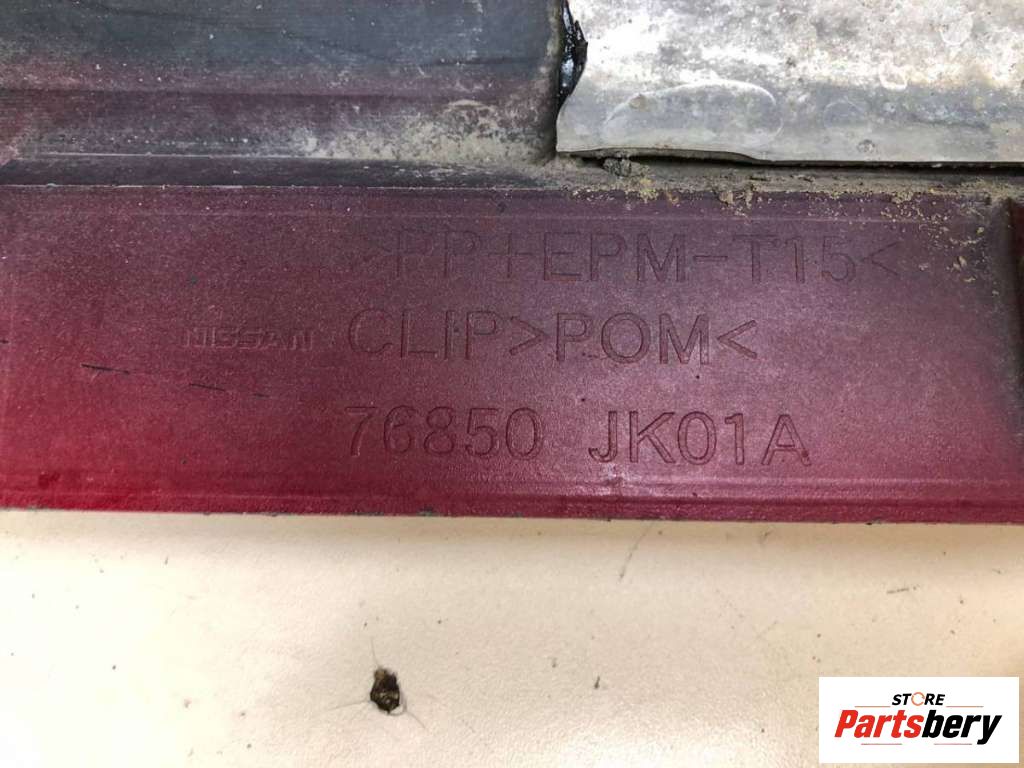 >PP+EPM-T15<
NISSAN CLIP>POM<
76850 JK01A
STORE
Partsbery